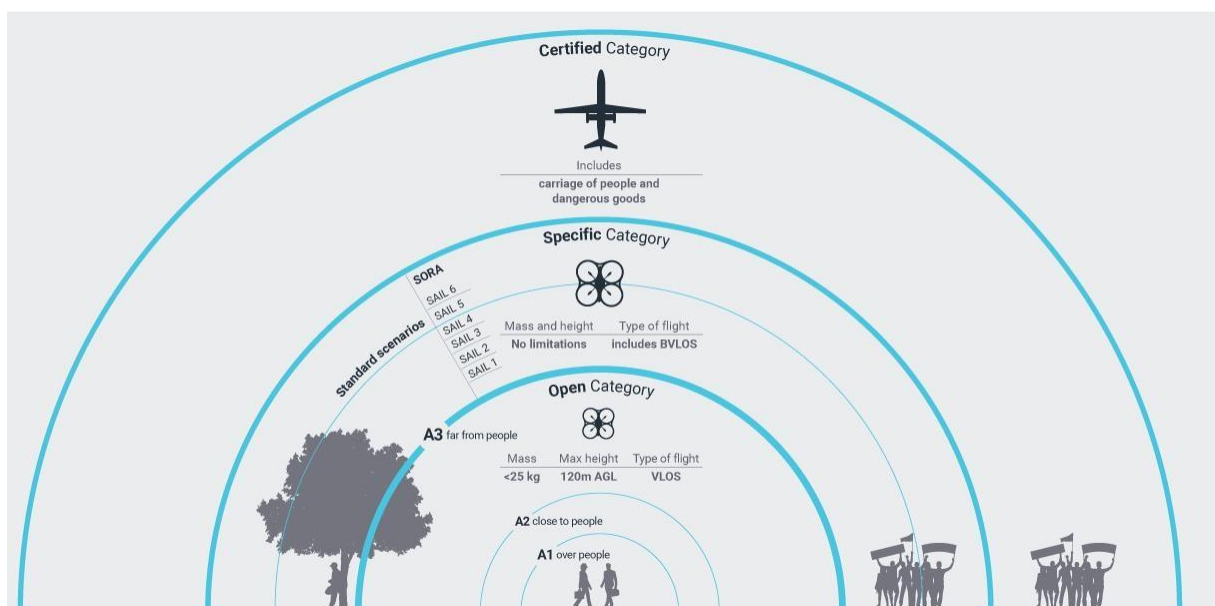 Certified Category
Includes
carriage of people and
dangerous goods
Specific Category
SORA
SAIL 6
SAIL 5
SAIL 4
SAIL 3
SAIL 2
SAIL 1
Standard scenarios
Mass and height Type of flight
No limitations includes BVLOS
Open Category
A3 far from people
Mass Max height Type of flight
<25 kg 120m AGL VLOS
A2 close to people
A1 over people